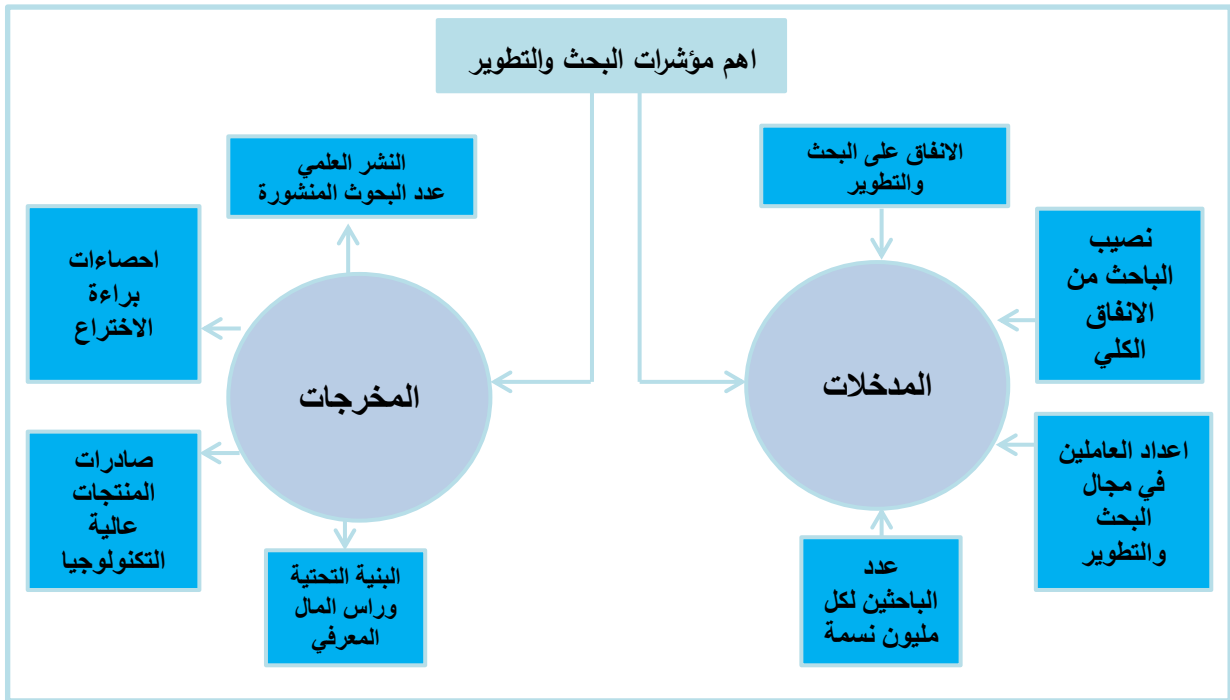 اهم مؤشرات البحث والتطوير
الانفاق على البحث
والتطوير
نصيب
الباحث من
الانفاق
الكلي
المدخلات
اعداد العاملين
في مجال
البحث
والتطوير
عدد
الباحثين لكل
مليون نسمة
النشر العلمي
عدد البحوث المنشورة
احصاءات
براءة
الاختراع
المخرجات
صادرات
المنتجات
عالية
التكنولوجيا
البنية التحتية
وراس المال
المعرفي